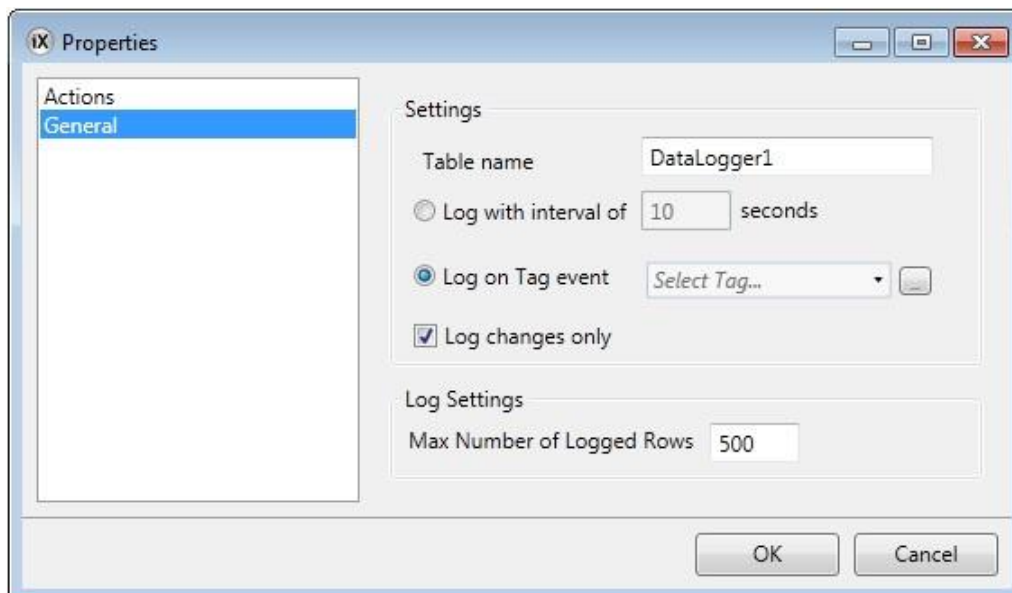 iX Properties
Actions
General
Settings
Table name DataLogger1
Log with interval of 10 seconds
Log on Tag event Select Tag... ...
Log changes only
Log Settings
Max Number of Logged Rows 500
OK Cancel